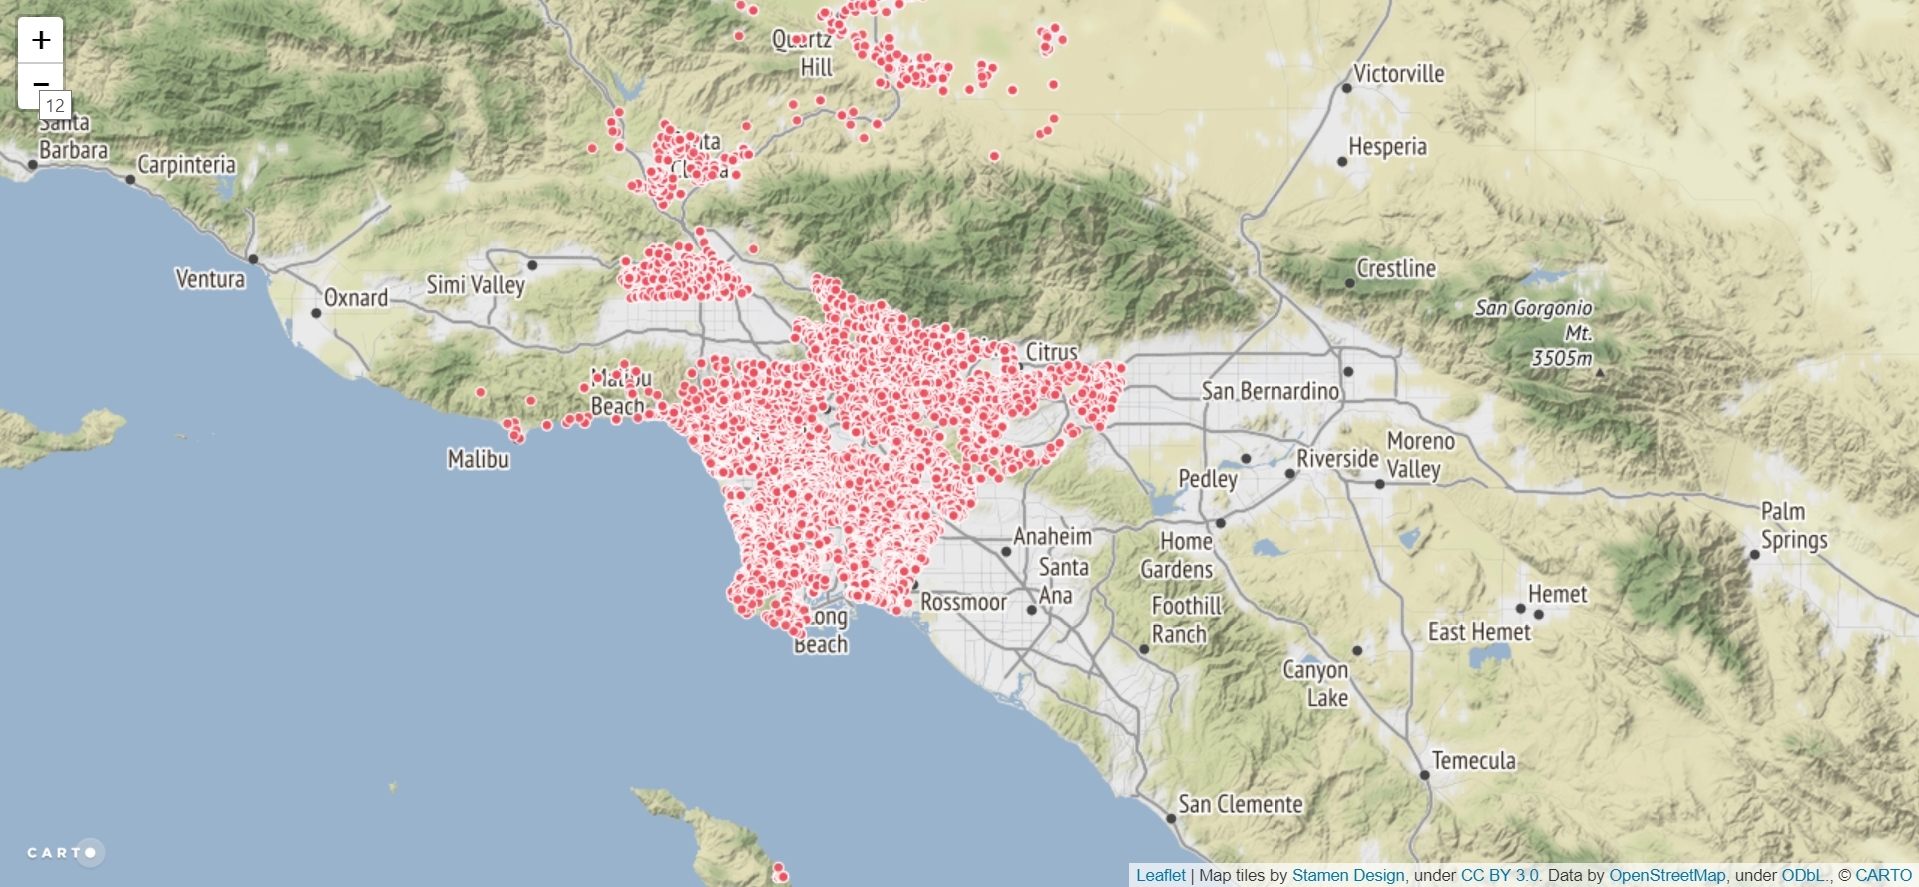 +
−
12
Quartz
Hill
Victorville
Santa
Barbara
Carpinteria
Hesperia
Ventura
Simi Valley
Oxnard
Crestline
San Gorgonio
Mt.
3505m
Citrus
Malibu
Beach
San Bernardino
Malibu
Moreno
Valley
Riverside
Pedley
Palm
Springs
Anaheim
Home
Gardens
Santa
Ana
Rossmoor
Foothill
Ranch
Hemet
East Hemet
Long
Beach
Canyon
Lake
Temecula
San Clemente
CARTO
Leaflet | Map tiles by Stamen Design, under CC BY 3.0. Data by OpenStreetMap, under ODbL., © CARTO